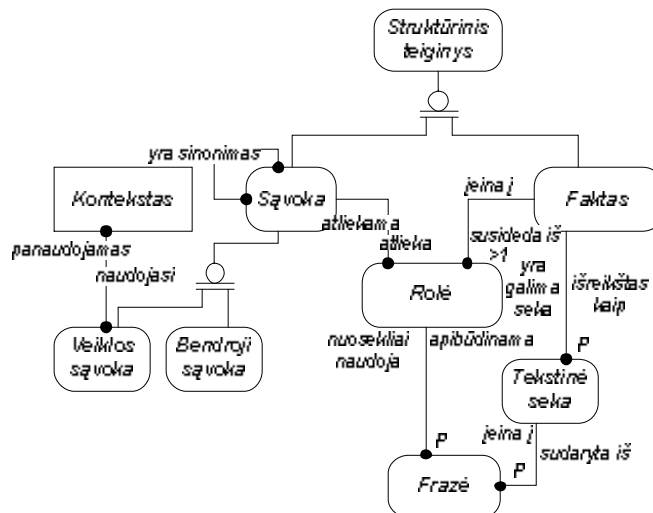 Struktūrinis
teiginys
yra sinonimas
Kontekstas
Sąvoka
įeina į
Faktas
atliekama
atlieka
susideda iš
>1
panaudojamas
naudojasi
Rolė
yra
galima
seka
išreikštas
kaip
Veiklos
sąvoka
Bendroji
sąvoka
nuosekliai
naudoja
apibūdinama
P
Tekstinė
seka
įeina į
sudaryta iš
P
P
Frazė